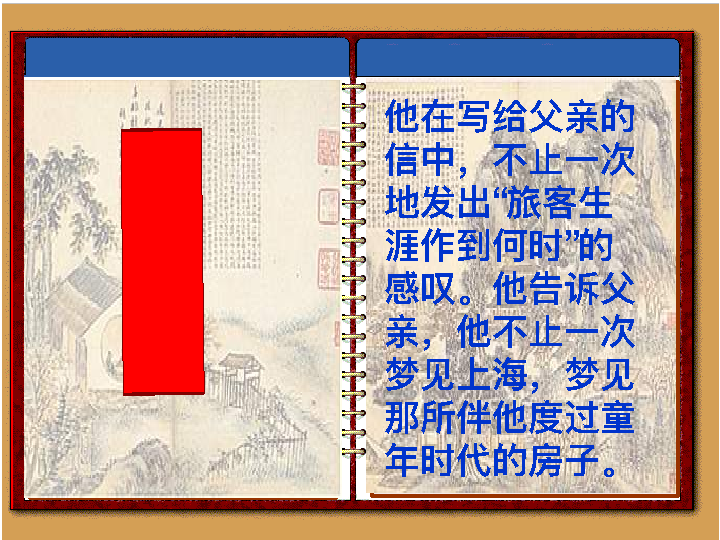 他在写给父亲的
信中，不止一次
地发出“旅客生
涯作到何时”的
感叹。他告诉父
亲，他不止一次
梦见上海，梦见
那所伴他度过童
年时代的房子。